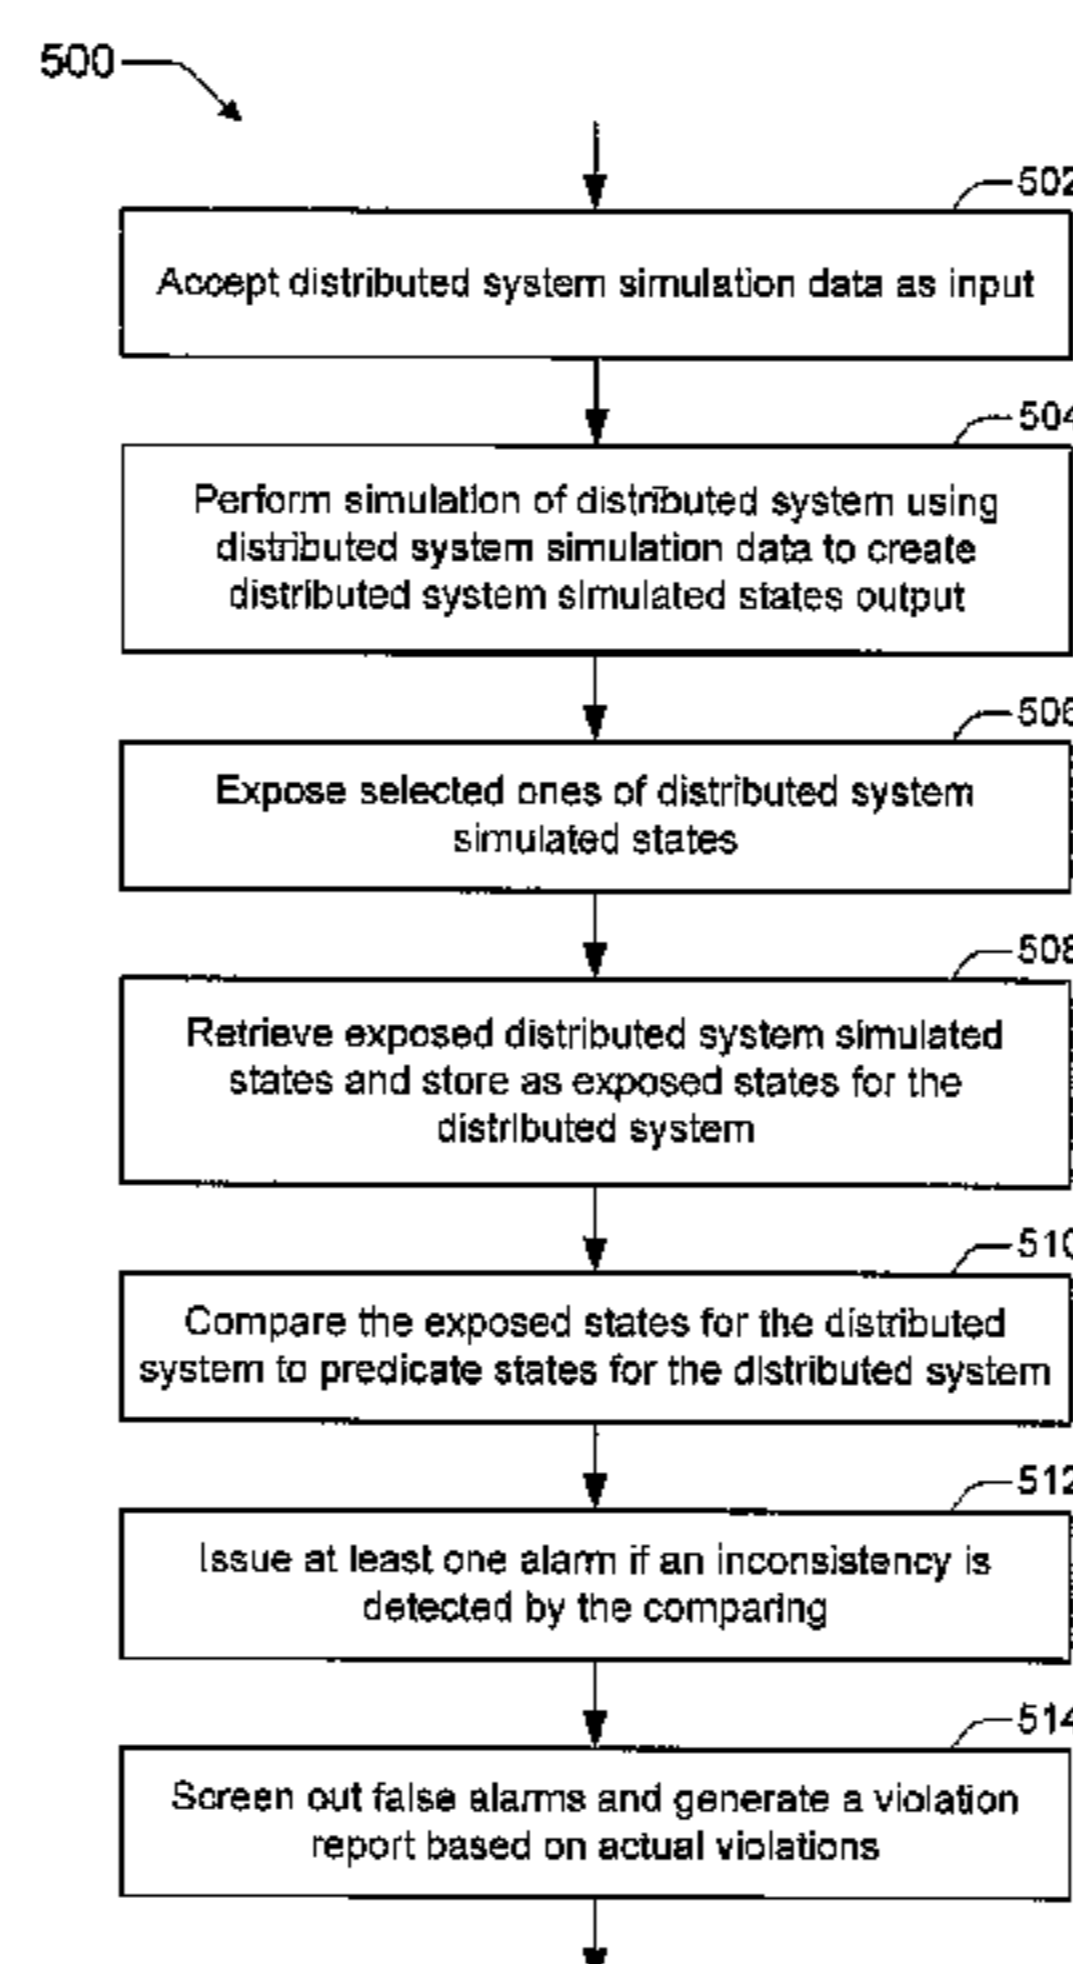 500
502
Accept distributed system simulation data as input
504
Perform simulation of distributed system using
distributed system simulation data to create
distributed system simulated states output
506
Expose selected ones of distributed system
simulated states
508
Retrieve exposed distributed system simulated
states and store as exposed states for the
distributed system
510
Compare the exposed states for the distributed
system to predicate states for the distributed system
512
Issue at least one alarm if an inconsistency is
detected by the comparing
514
Screen out false alarms and generate a violation
report based on actual violations